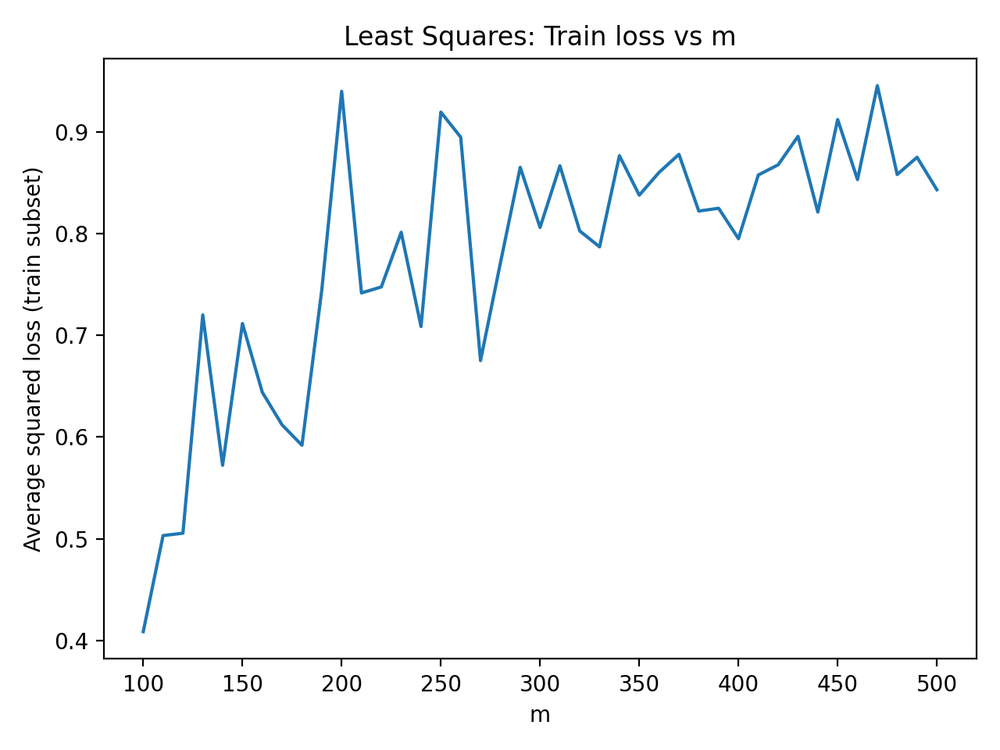 Least Squares: Train loss vs m
Average squared loss (train subset)
0.9
0.8
0.7
0.6
0.5
0.4
100 150 200 250 300 350 400 450 500
m